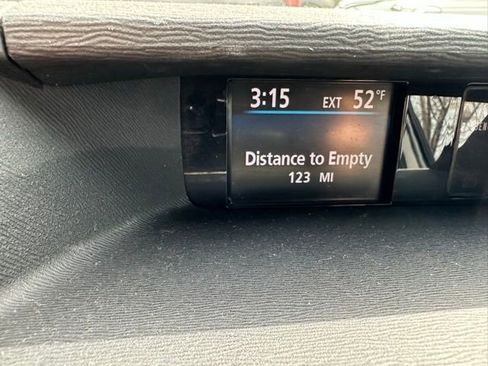 3:15 EXT 52°F
Distance to Empty
123 MI